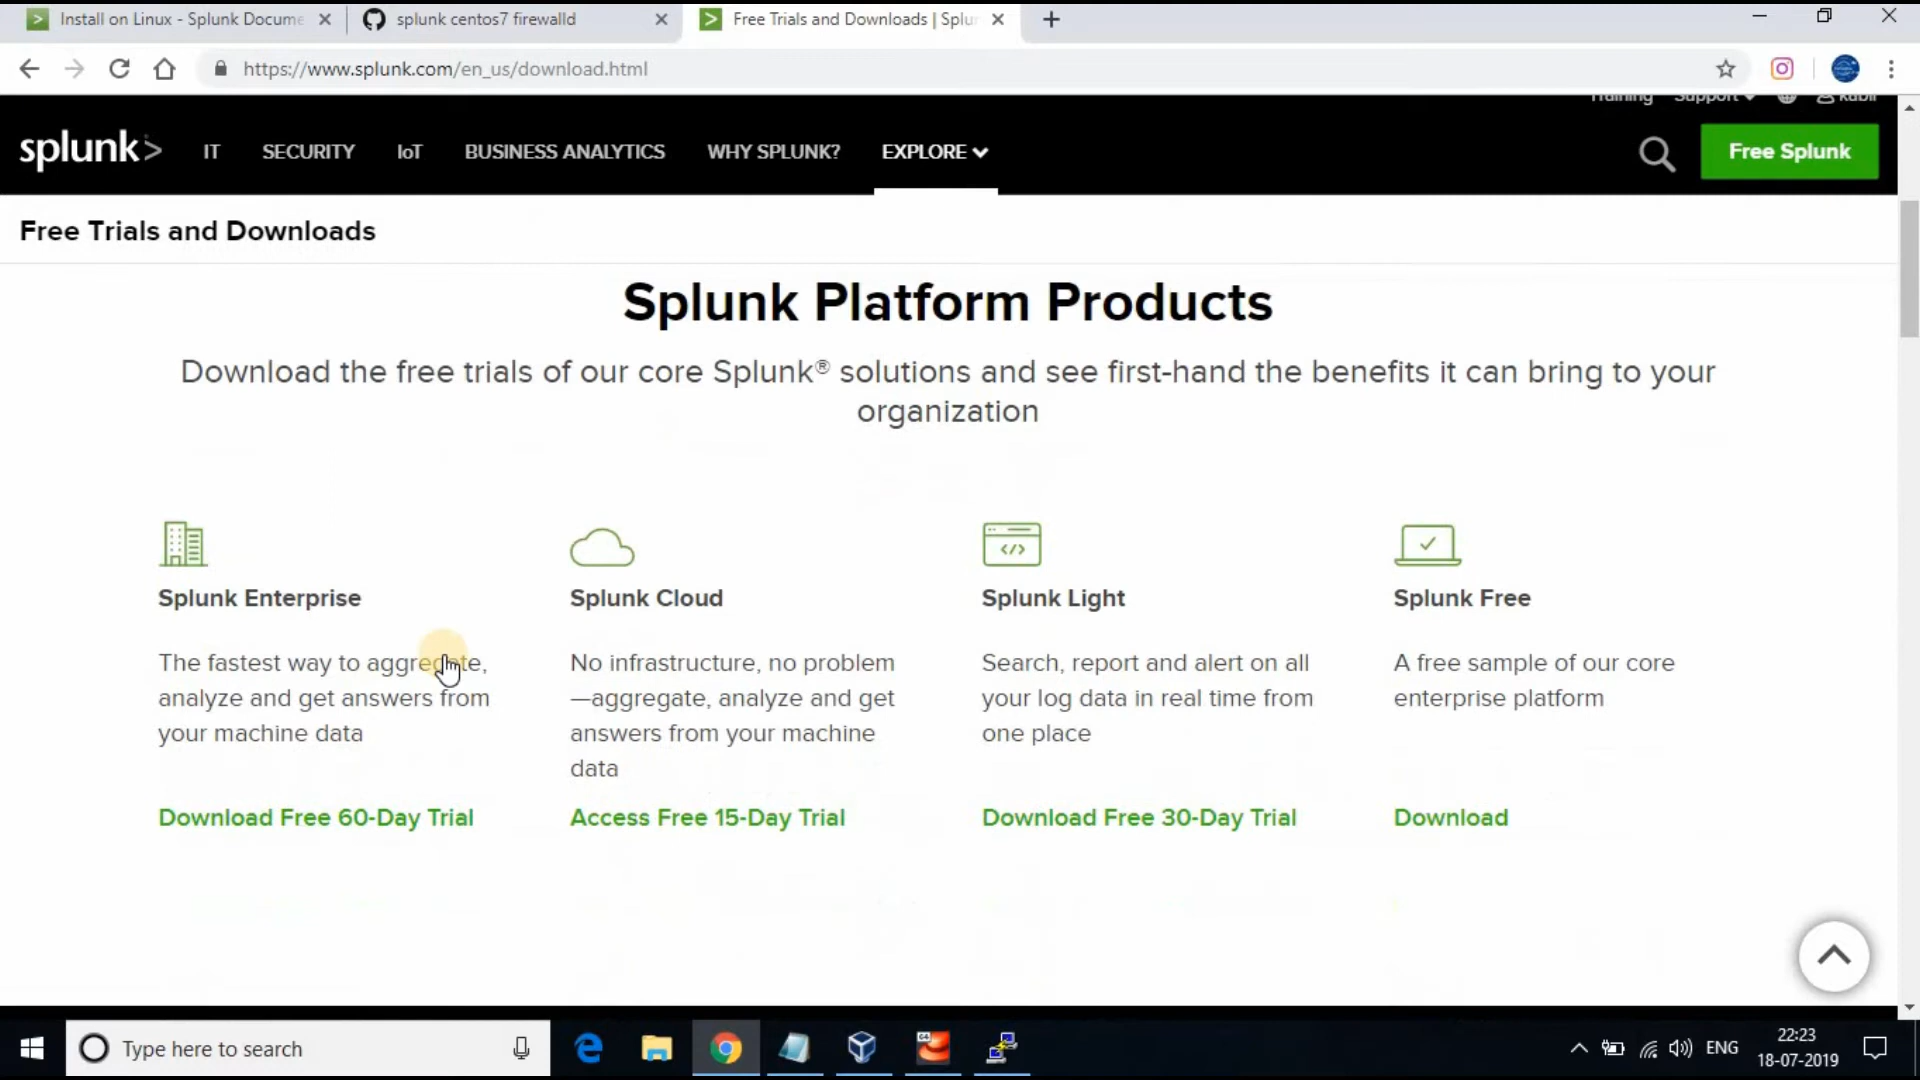 Install on Linux - Splunk Docume
splunk centos7 firewalld
Free Trials and Downloads | Splu
https://www.splunk.com/en_us/download.html
Training Support kabir
splunk> IT SECURITY IoT BUSINESS ANALYTICS WHY SPLUNK? EXPLORE Free Splunk
Free Trials and Downloads
Splunk Platform Products
Download the free trials of our core Splunk® solutions and see first-hand the benefits it can bring to your
organization
Splunk Enterprise
The fastest way to aggregate,
analyze and get answers from
your machine data
Download Free 60-Day Trial
Splunk Cloud
No infrastructure, no problem
—aggregate, analyze and get
answers from your machine
data
Access Free 15-Day Trial
Splunk Light
Search, report and alert on all
your log data in real time from
one place
Download Free 30-Day Trial
Splunk Free
A free sample of our core
enterprise platform
Download
Type here to search
ENG
22:23
18-07-2019